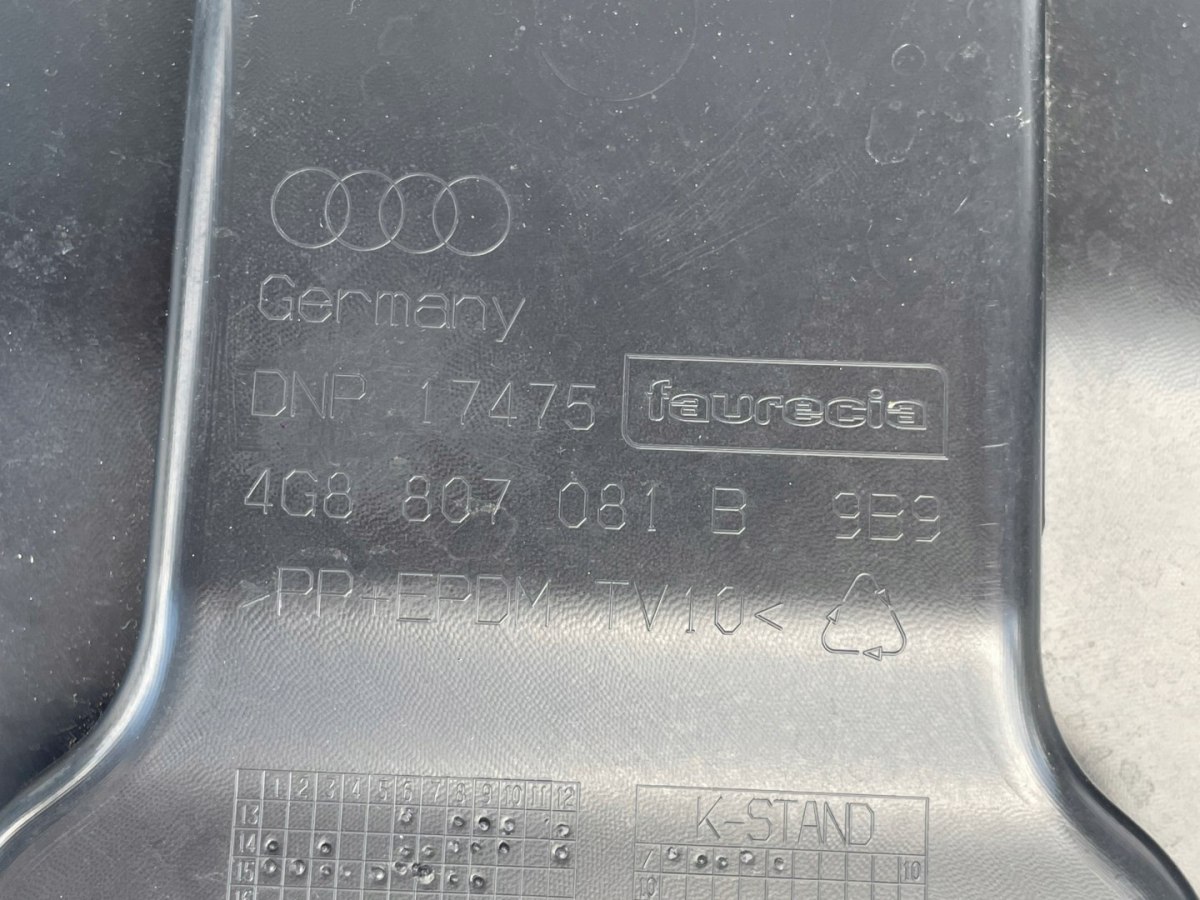 Germany
DNP 17475 faurecia
4G8 807 081 B 9B9
>PP+EPDM TV10<
1 2 3 4 5 6 7 8 9 10 11 12
13
14
15
K-STAND
7 10
10